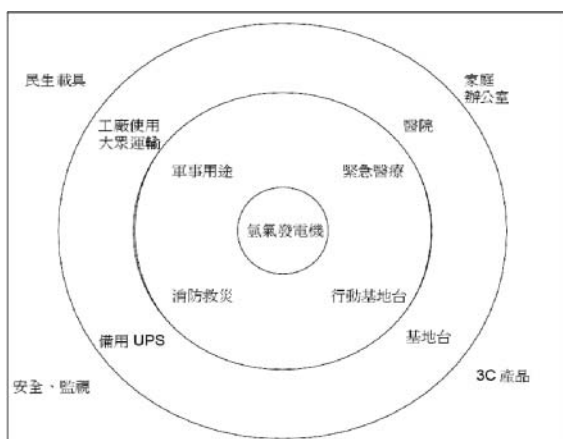 民生載具
家庭
辦公室
工廠使用
大眾運輸
醫院
軍事用途
緊急醫療
氫氣發電機
消防救災
行動基地台
備用 UPS
基地台
安全、監視
3C 產品